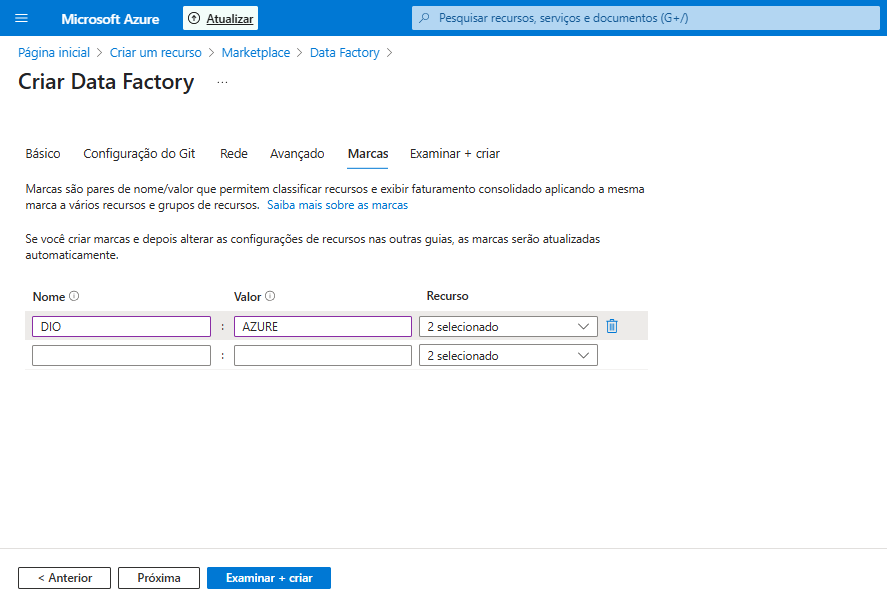 Microsoft Azure
Atualizar
Pesquisar recursos, serviços e documentos (G+/)
Página inicial > Criar um recurso > Marketplace > Data Factory >
Criar Data Factory ...
Básico Configuração do Git Rede Avançado Marcas Examinar + criar
Marcas são pares de nome/valor que permitem classificar recursos e exibir faturamento consolidado aplicando a mesma
marca a vários recursos e grupos de recursos. Saiba mais sobre as marcas
Se você criar marcas e depois alterar as configurações de recursos nas outras guias, as marcas serão atualizadas
automaticamente.
Nome Valor Recurso
DIO : AZURE 2 selecionado
: 2 selecionado
< Anterior Próxima Examinar + criar